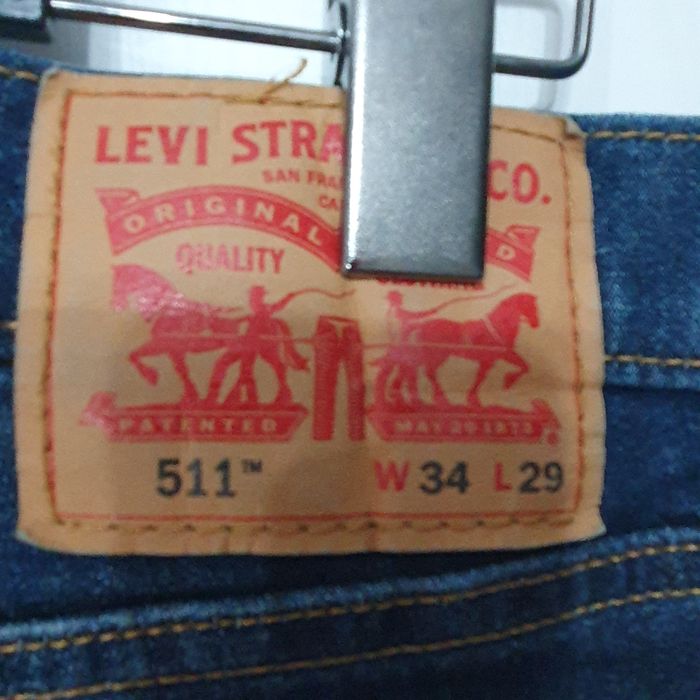 LEVI STRA CO.
SAN FRA
CA
ORIGINAL D
QUALITY
PATENTED MAY 20 1873
511™ W 34 L 29